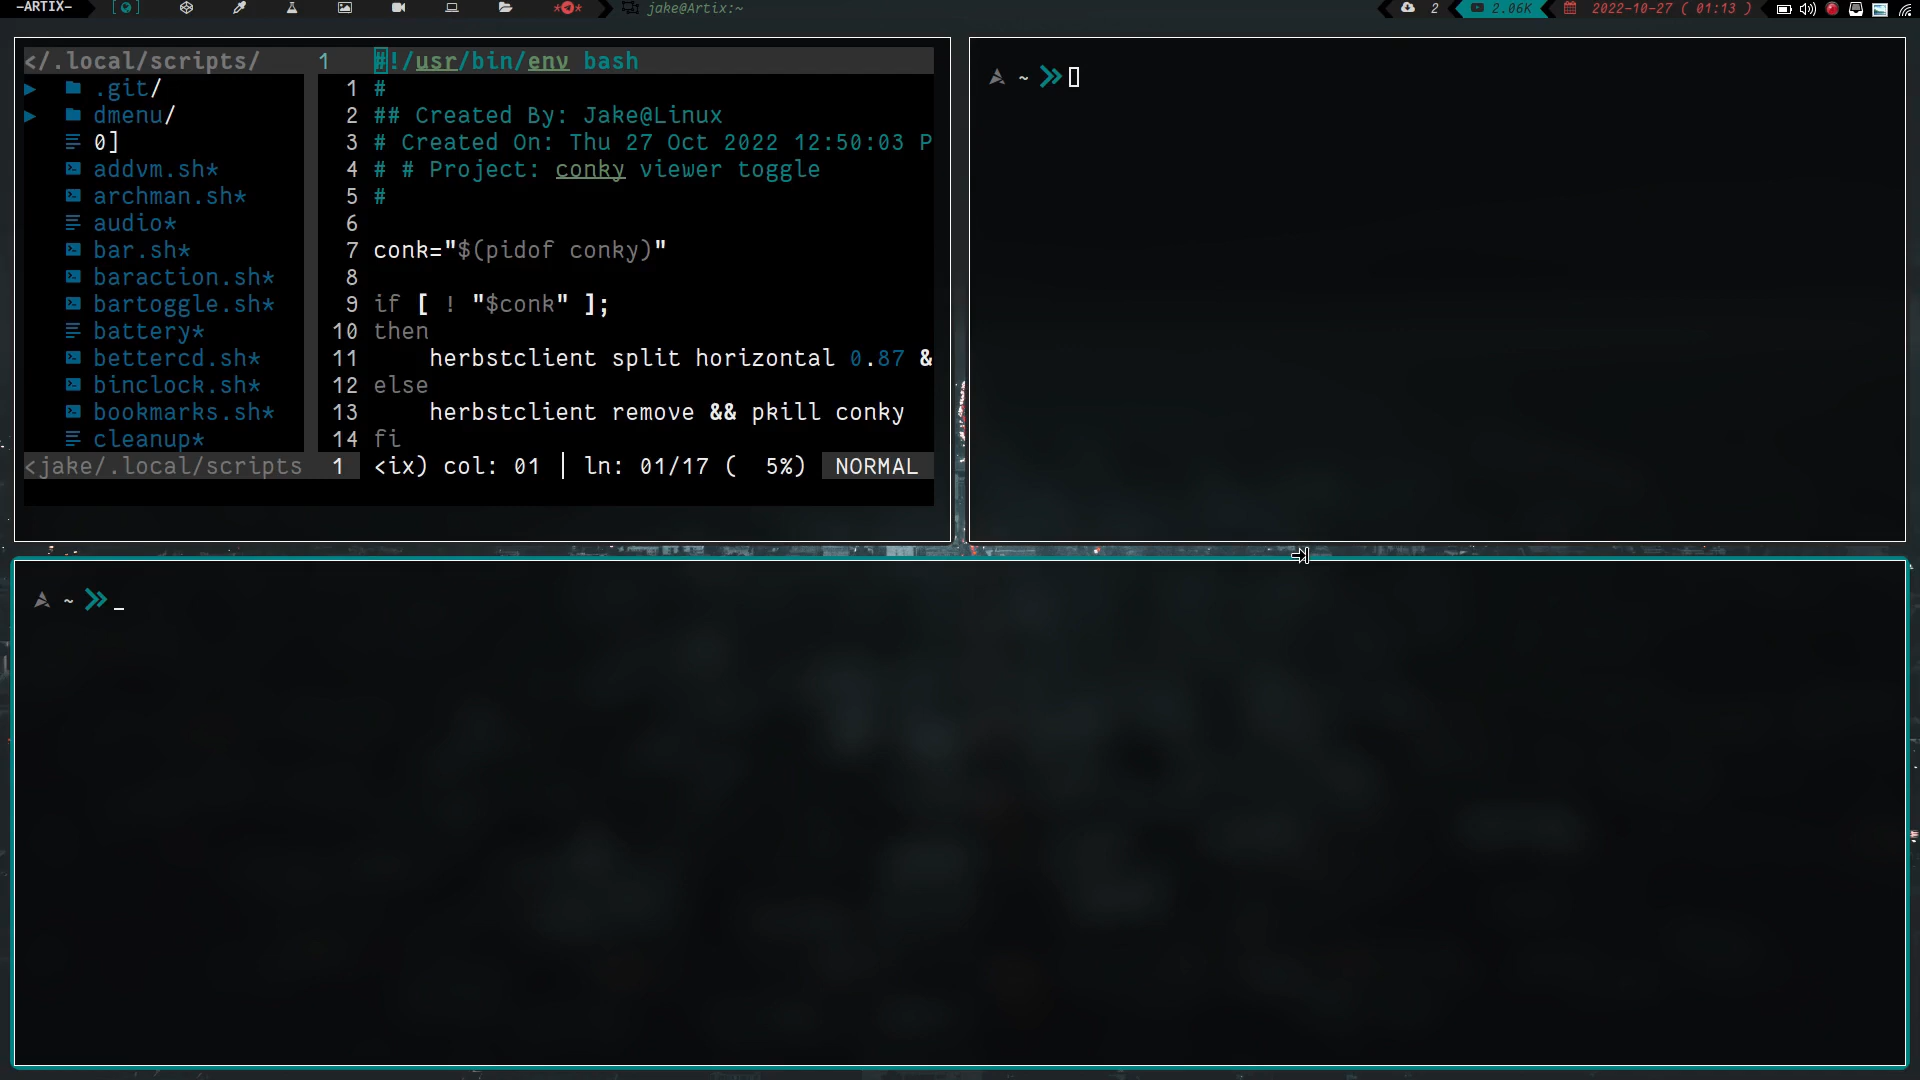 -ARTIX-
[ ]
* *
jake@Artix:~
2
2.06K
2022-10-27 ( 01:13 )
</.local/scripts/
▶ .git/
▶ dmenu/
0]
addvm.sh*
archman.sh*
audio*
bar.sh*
baraction.sh*
bartoggle.sh*
battery*
bettercd.sh*
binclock.sh*
bookmarks.sh*
cleanup*
<jake/.local/scripts
1 #!/usr/bin/env bash
1 #
2 ## Created By: Jake@Linux
3 # Created On: Thu 27 Oct 2022 12:50:03 P
4 # # Project: conky viewer toggle
5 #
6
7 conk="$(pidof conky)"
8
9 if [ ! "$conk" ];
10 then
11 herbstclient split horizontal 0.87 &
12 else
13 herbstclient remove && pkill conky
14 fi
1 <ix) col: 01 | ln: 01/17 ( 5%) NORMAL
~ >>
~ >> _